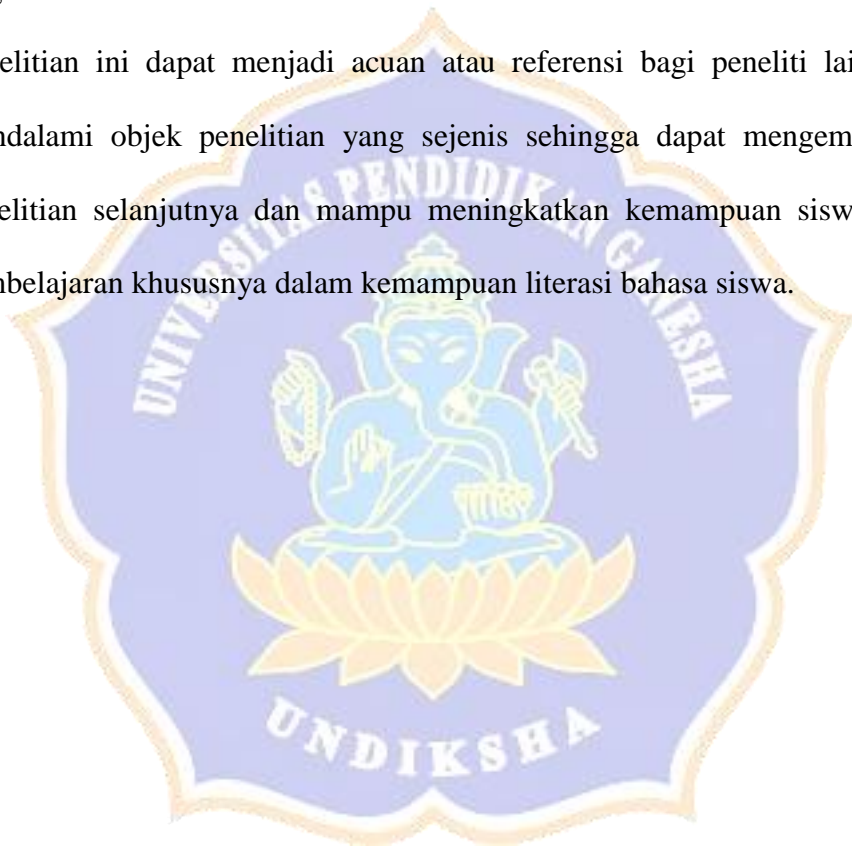 elitian ini dapat menjadi acuan atau referensi bagi peneliti lai
ndalami objek penelitian yang sejenis sehingga dapat mengem
elitian selanjutnya dan mampu meningkatkan kemampuan sisw
mbelajaran khususnya dalam kemampuan literasi bahasa siswa.
UNIVERSITAS PENDIDIKAN GANESHA
UNDIKSHA